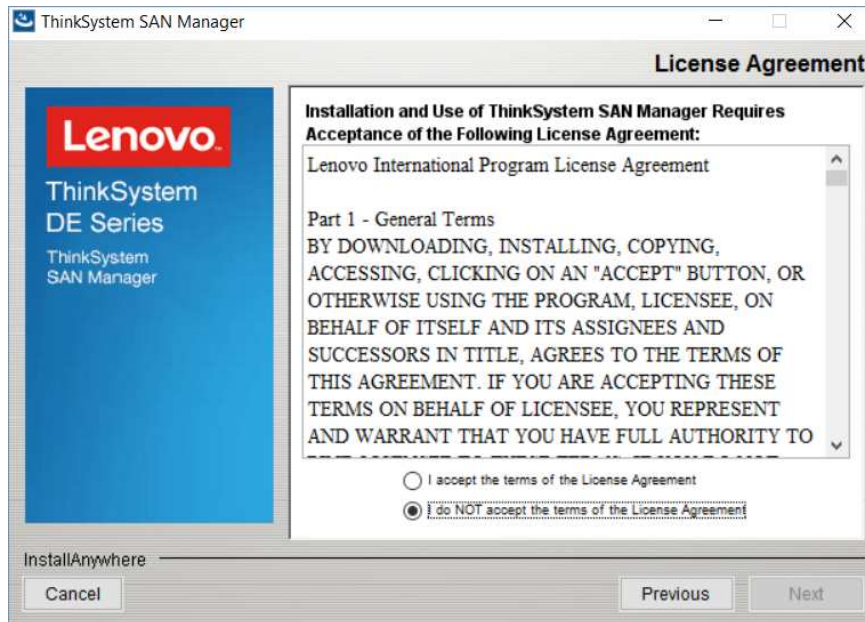 ThinkSystem SAN Manager
License Agreement
Lenovo.
ThinkSystem
DE Series
ThinkSystem
SAN Manager
Installation and Use of ThinkSystem SAN Manager Requires
Acceptance of the Following License Agreement:
Lenovo International Program License Agreement
Part 1 - General Terms
BY DOWNLOADING, INSTALLING, COPYING,
ACCESSING, CLICKING ON AN "ACCEPT" BUTTON, OR
OTHERWISE USING THE PROGRAM, LICENSEE, ON
BEHALF OF ITSELF AND ITS ASSIGNEES AND
SUCCESSORS IN TITLE, AGREES TO THE TERMS OF
THIS AGREEMENT. IF YOU ARE ACCEPTING THESE
TERMS ON BEHALF OF LICENSEE, YOU REPRESENT
AND WARRANT THAT YOU HAVE FULL AUTHORITY TO
I accept the terms of the License Agreement
I do NOT accept the terms of the License Agreement
InstallAnywhere
Cancel
Previous
Next